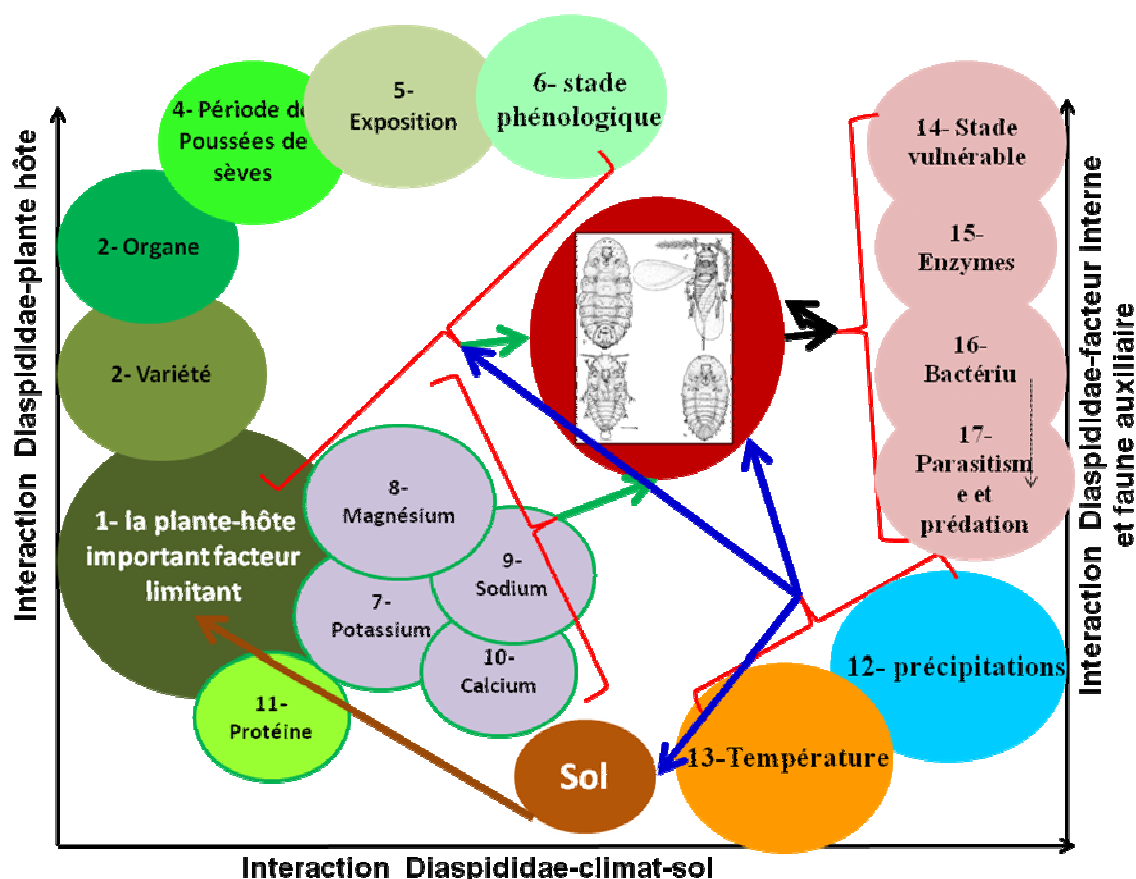 6- stade
phénologique
5-
Exposition
4- Période de
Poussées de
sèves
2- Organe
2- Variété
1- la plante-hôte
important facteur
limitant
8-
Magnésium
9-
Sodium
7-
Potassium
10-
Calcium
11-
Protéine
Sol
14- Stade
vulnérable
15-
Enzymes
16-
Bactériu
17-
Parasitism
e et
prédation
12- précipitations
13-Température
Interaction Diaspididae-plante hôte
Interaction Diaspididae-facteur Interne
et faune auxiliaire
Interaction Diaspididae-climat-sol